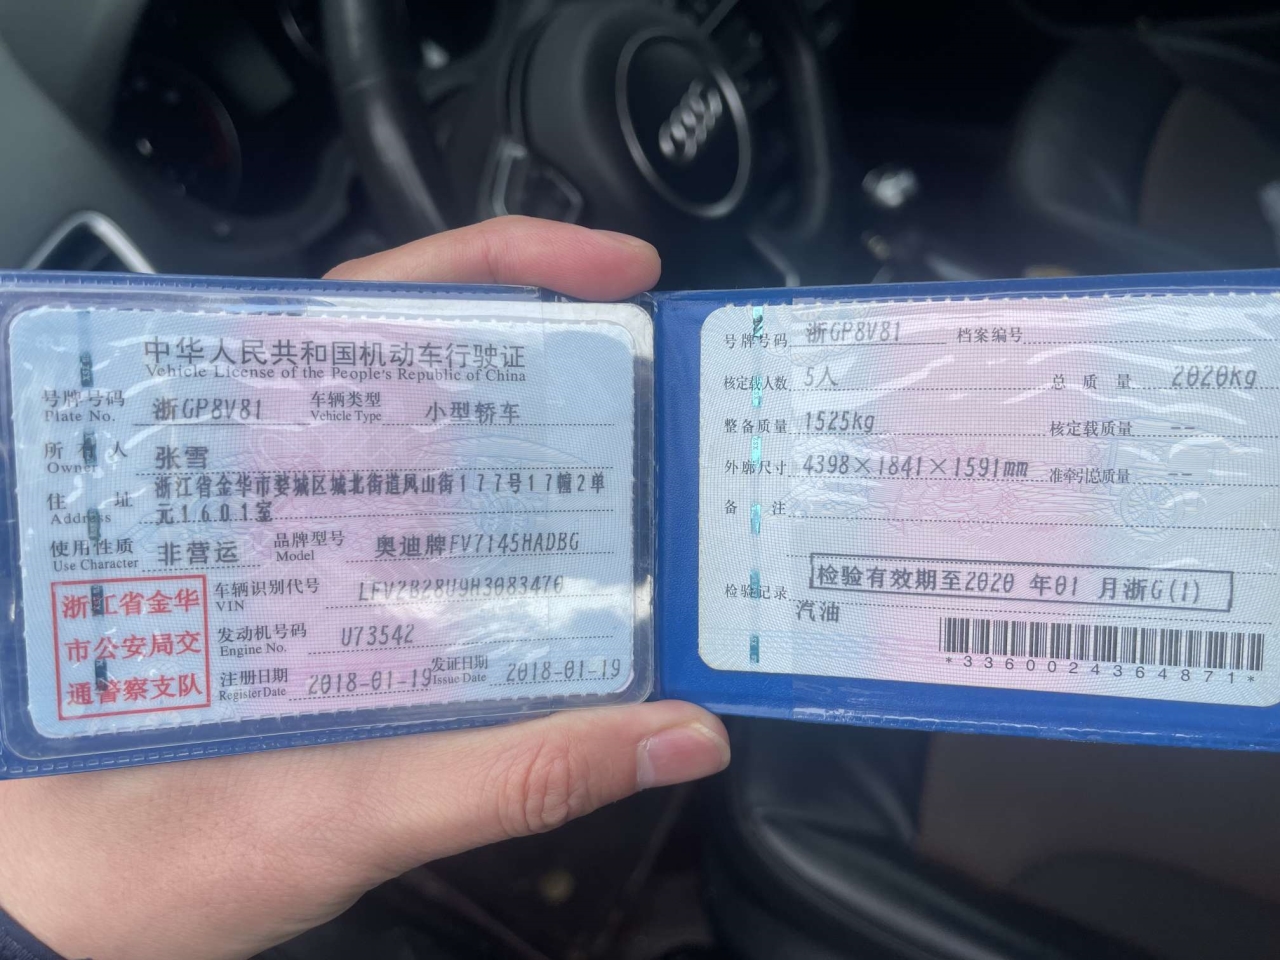 中华人民共和国机动车行驶证
Vehicle License of the People's Republic of China
号牌号码 浙GP8V81 车辆类型 小型轿车
Plate No. Vehicle Type
所有人 张雪
Owner
住址 浙江省金华市婺城区城北街道凤山街177号17幢2单
Address 元1601室
使用性质 非营运 品牌型号 奥迪牌FV7145HADBG
Use Character Model
浙江省金华
市公安局交
通警察支队
车辆识别代号 LFV2B28U9H3083470
VIN
发动机号码 U73542
Engine No.
注册日期 2018-01-19 发证日期 2018-01-19
Register Date Issue Date
号牌号码 浙GP8V81 档案编号
核定载人数 5人 总质量 2020kg
整备质量 1525kg 核定载质量 --
外廓尺寸 4398×1841×1591mm 准牵引总质量 --
备注
检验记录 检验有效期至2020年01月浙G(1)
汽油
*3360024364871*